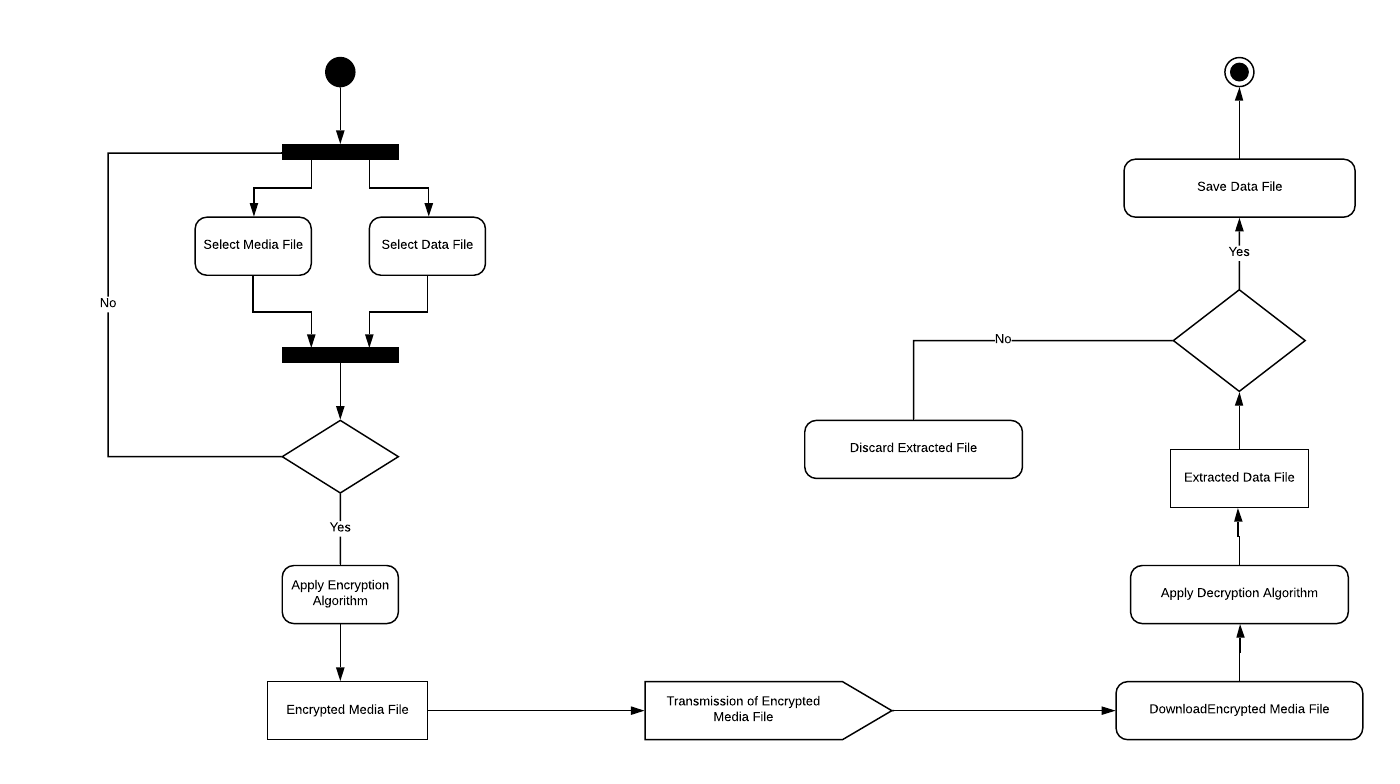 Select Media File
Select Data File
No
Yes
Apply Encryption
Algorithm
Encrypted Media File
Transmission of Encrypted
Media File
DownloadEncrypted Media File
Apply Decryption Algorithm
Extracted Data File
No
Discard Extracted File
Yes
Save Data File